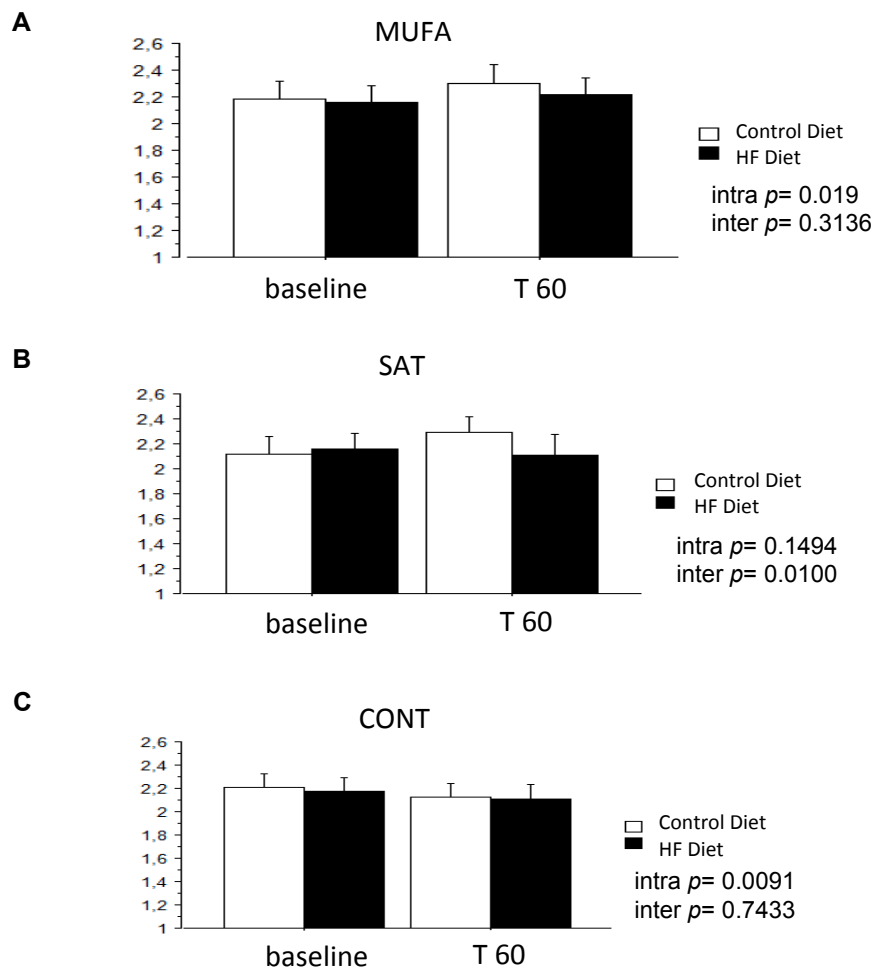 A
MUFA
2,6
2,4
2,2
2
1,8
1,6
1,4
1,2
1
baseline
T 60
Control Diet
HF Diet
intra p= 0.019
inter p= 0.3136
B
SAT
2,6
2,4
2,2
2
1,8
1,6
1,4
1,2
1
baseline
T 60
Control Diet
HF Diet
intra p= 0.1494
inter p= 0.0100
C
CONT
2,6
2,4
2,2
2
1,8
1,6
1,4
1,2
1
baseline
T 60
Control Diet
HF Diet
intra p= 0.0091
inter p= 0.7433